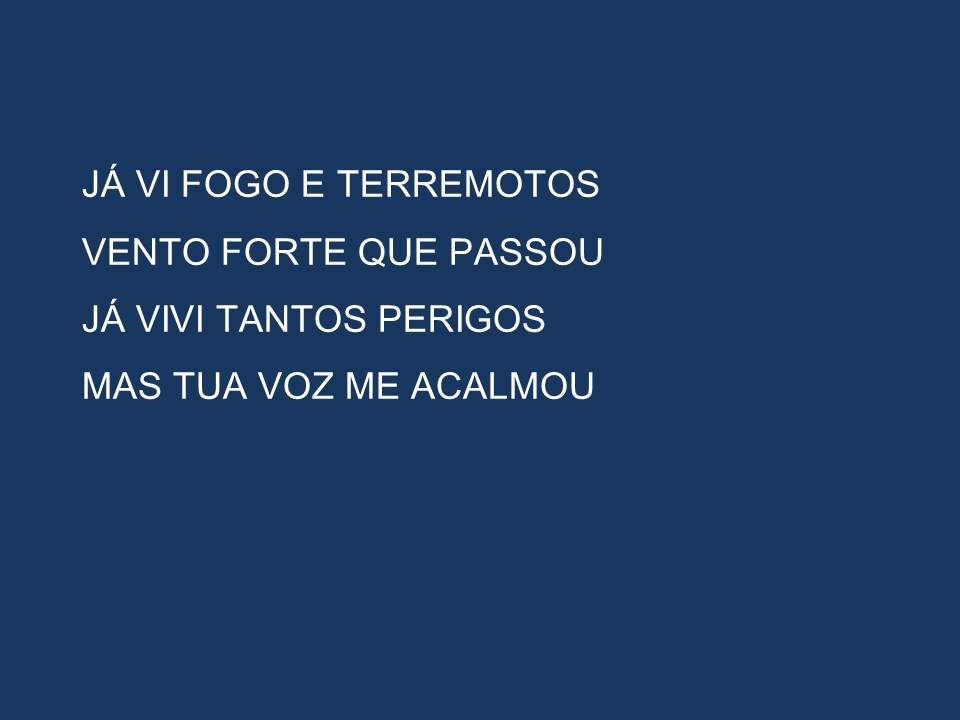 JÁ VI FOGO E TERREMOTOS
VENTO FORTE QUE PASSOU
JÁ VIVI TANTOS PERIGOS
MAS TUA VOZ ME ACALMOU